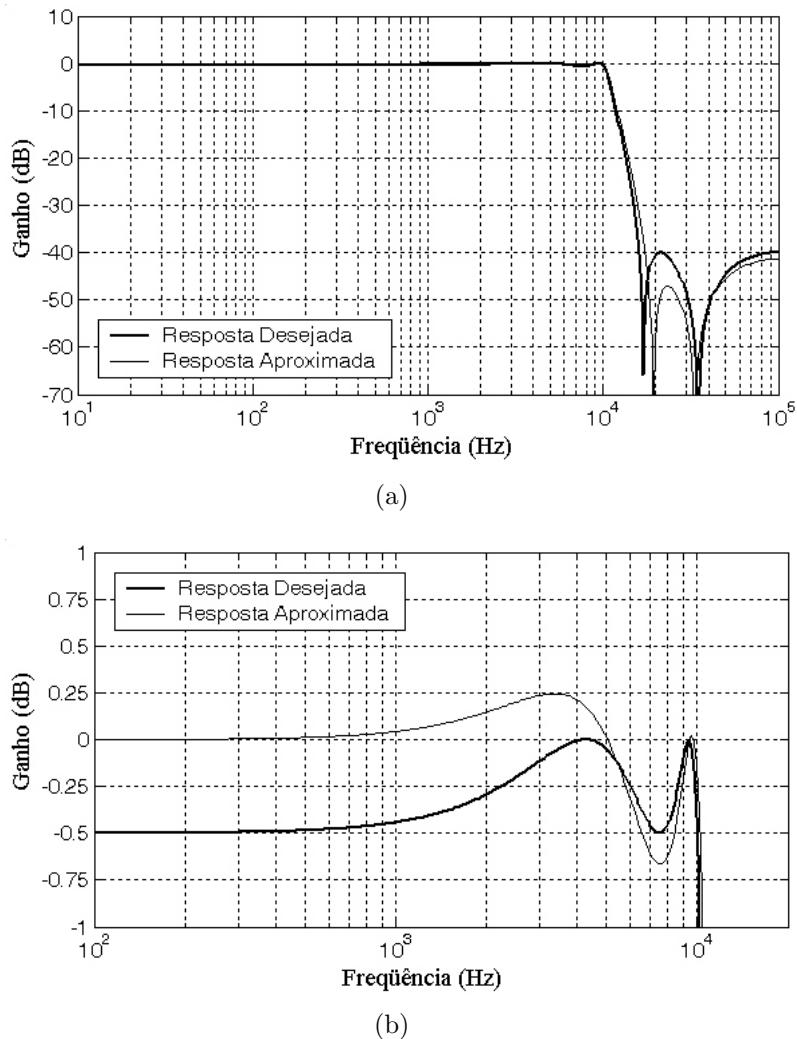 10
0
-10
-20
-30
-40
-50
-60
-70
Ganho (dB)
Resposta Desejada
Resposta Aproximada
10^1 10^2 10^3 10^4 10^5
Freqüência (Hz)
(a)
1
0.75
0.5
0.25
0
-0.25
-0.5
-0.75
-1
Ganho (dB)
Resposta Desejada
Resposta Aproximada
10^2 10^3 10^4
Freqüência (Hz)
(b)